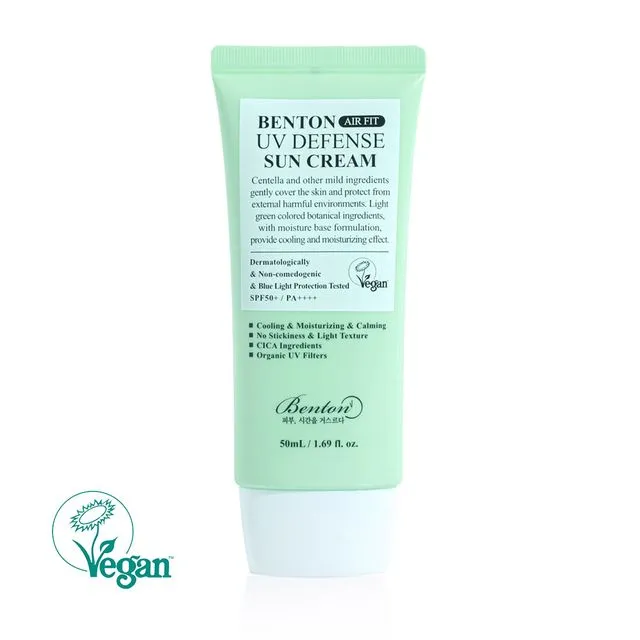 BENTON AIR FIT
UV DEFENSE
SUN CREAM
Centella and other mild ingredients
gently cover the skin and protect from
external harmful environments. Light
green colored botanical ingredients,
with moisture base formulation,
provide cooling and moisturizing effect.
Dermatologically
& Non-comedogenic
& Blue Light Protection Tested
SPF50+ / PA++++
Vegan
■ Cooling & Moisturizing & Calming
■ No Stickiness & Light Texture
■ CICA Ingredients
■ Organic UV Filters
Benton
피부, 시간을 거스르다
50mL / 1.69 fl. oz.
Vegan™